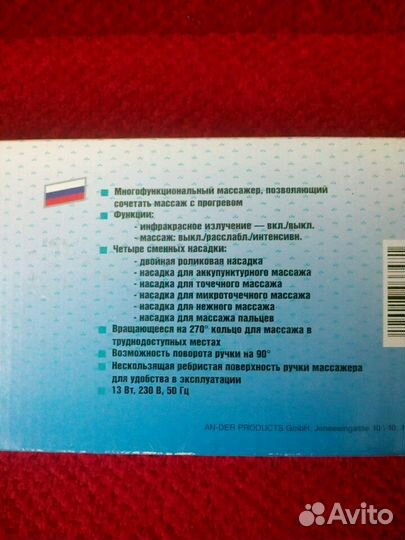 Многофункциональный массажер, позволяющий
сочетать массаж с прогревом
Функции:
- инфракрасное излучение — вкл./выкл.
- массаж: выкл./расслабл./интенсивн.
Четыре сменных насадки:
- двойная роликовая насадка
- насадка для аккупунктурного массажа
- насадка для точечного массажа
- насадка для микроточечного массажа
- насадка для нежного массажа
- насадка для массажа пальцев
Вращающееся на 270° кольцо для массажа в
труднодоступных местах
Возможность поворота ручки на 90°
Нескользящая ребристая поверхность ручки массажера
для удобства в эксплуатации
13 Вт, 230 В, 50 Гц
AN-DER PRODUCTS GmbH,
Avito